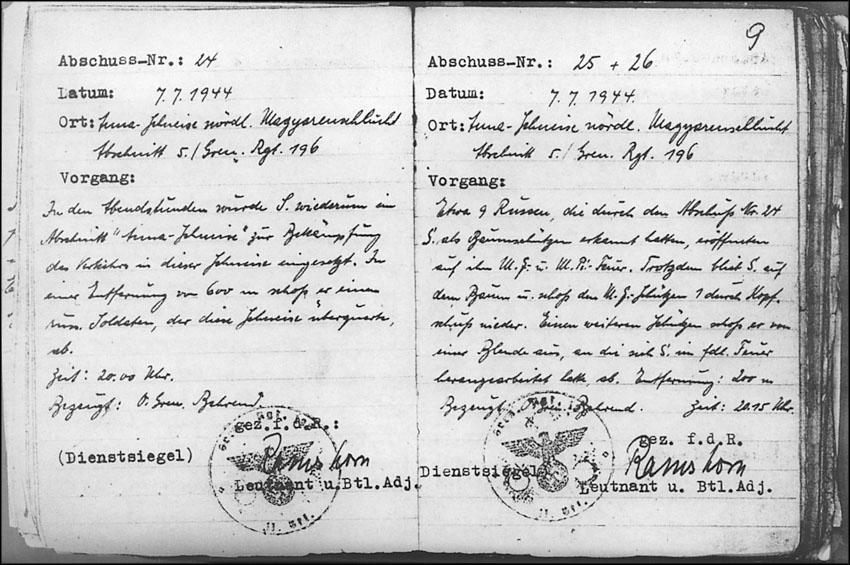 Abschuss-Nr.: 24
Datum: 7.7.1944
Ort: Anna-Schneise nördl. Magyarenschlucht
Abschnitt 5./Gren. Rgt. 196
Vorgang:
In den Abendstunden wurde S. wiederum im
Abschnitt "Anna-Schneise" zur Bekämpfung
des Verkehrs in dieser Schneise eingesetzt. In
einer Entfernung von 600 m schoß er einen
russ. Soldaten, der diese Schneise überquerte,
ab.
Zeit: 20.00 Uhr.
Bezeugt: O. Gren. Behrend
gez. f.d.R.:
(Dienstsiegel) Ramshorn
Leutnant u.Btl.Adj.
9
Abschuss-Nr.: 25 + 26
Datum: 7.7.1944.
Ort: Anna-Schneise nördl. Magyarenschlucht
Abschnitt 5./Gren. Rgt. 196
Vorgang:
Etwa 9 Russen, die durch den Abschuß Nr. 24
S. als Baumschützen erkannt hatten, eröffneten
auf ihn M.G. u. M.Pi. Feuer. Trotzdem blieb S. auf
dem Baum u. schoß den M.G. Schützen 1 durch Kopf-
schuß nieder. Einen weiteren Schützen schoß er von
einer Blende aus, an die sich S. im fdl. Feuer
herangearbeitet hatte, ab. Entfernung: 200 m
Bezeugt: O. Gren. Behrend. Zeit: 20.15 Uhr.
gez. f.d.R.
Dienstsiegel) Ramshorn
Leutnant u. Btl.Adj.